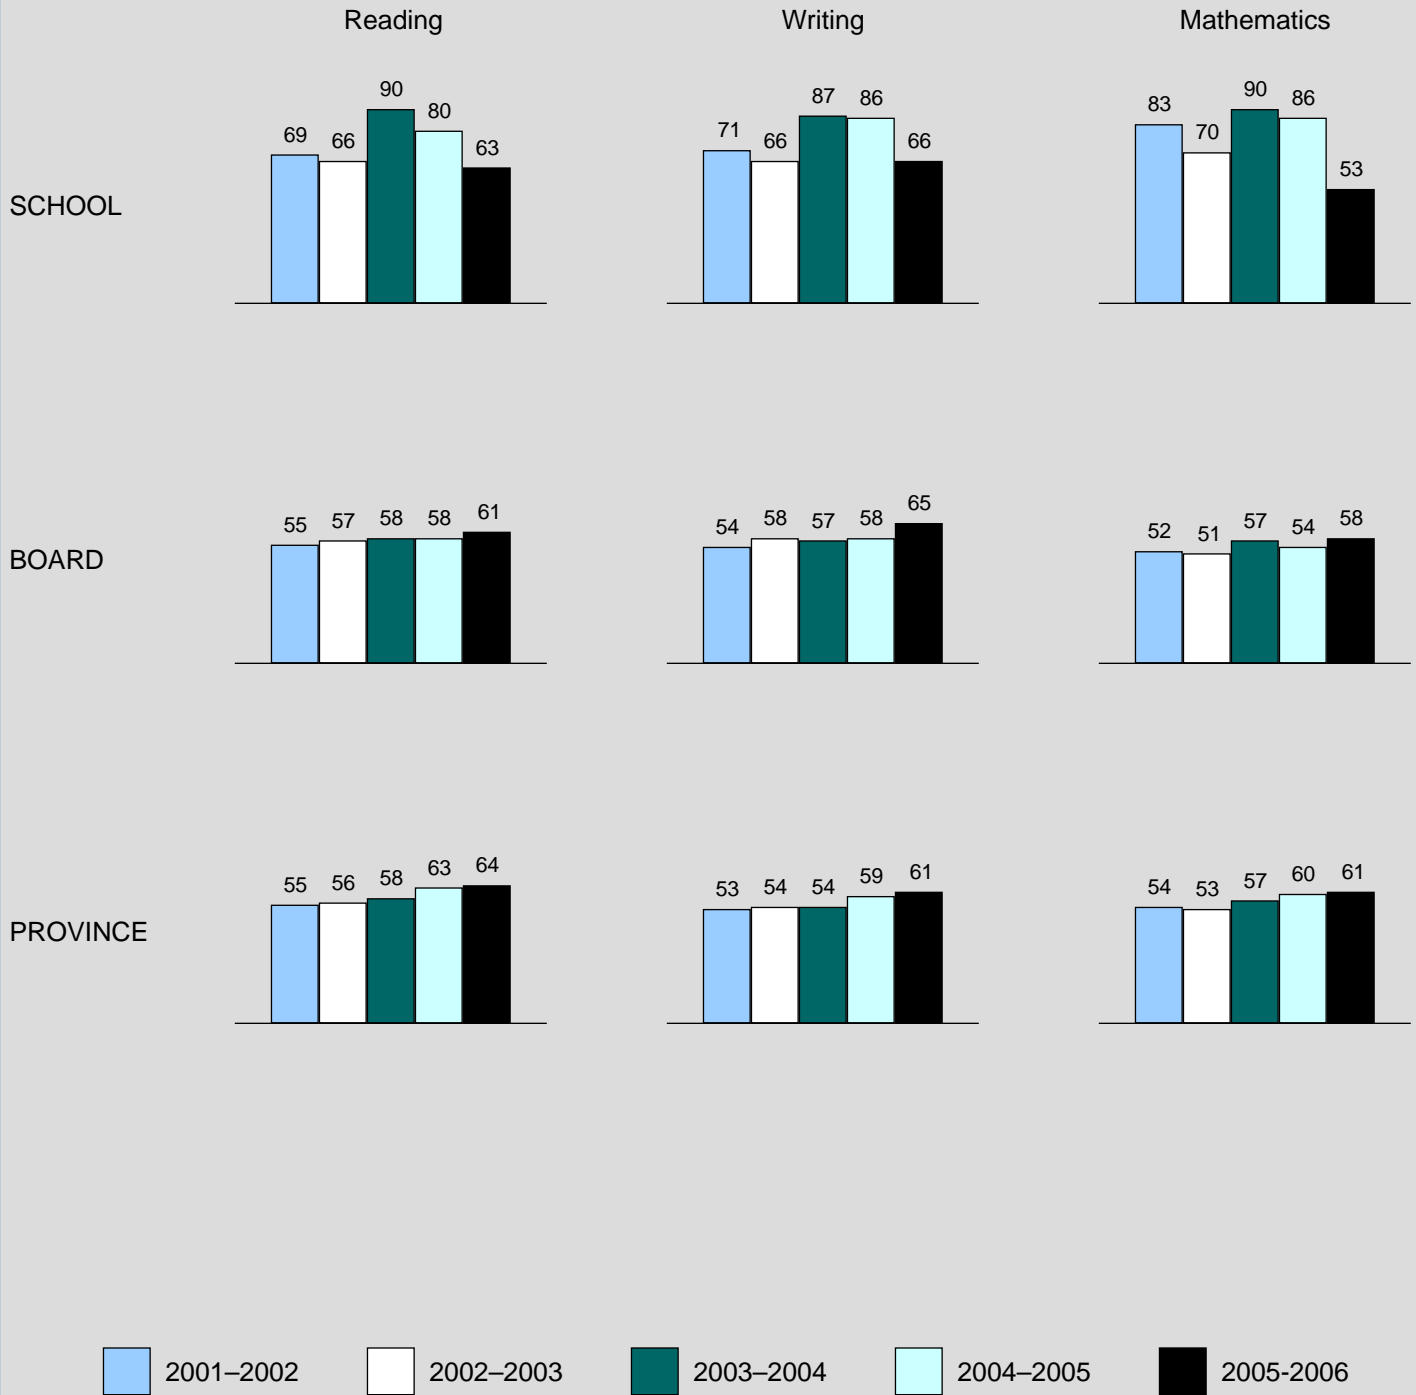 Reading Writing Mathematics
SCHOOL
69 66 90 80 63
71 66 87 86 66
83 70 90 86 53
BOARD
55 57 58 58 61
54 58 57 58 65
52 51 57 54 58
PROVINCE
55 56 58 63 64
53 54 54 59 61
54 53 57 60 61
2001–2002 2002–2003 2003–2004 2004–2005 2005-2006